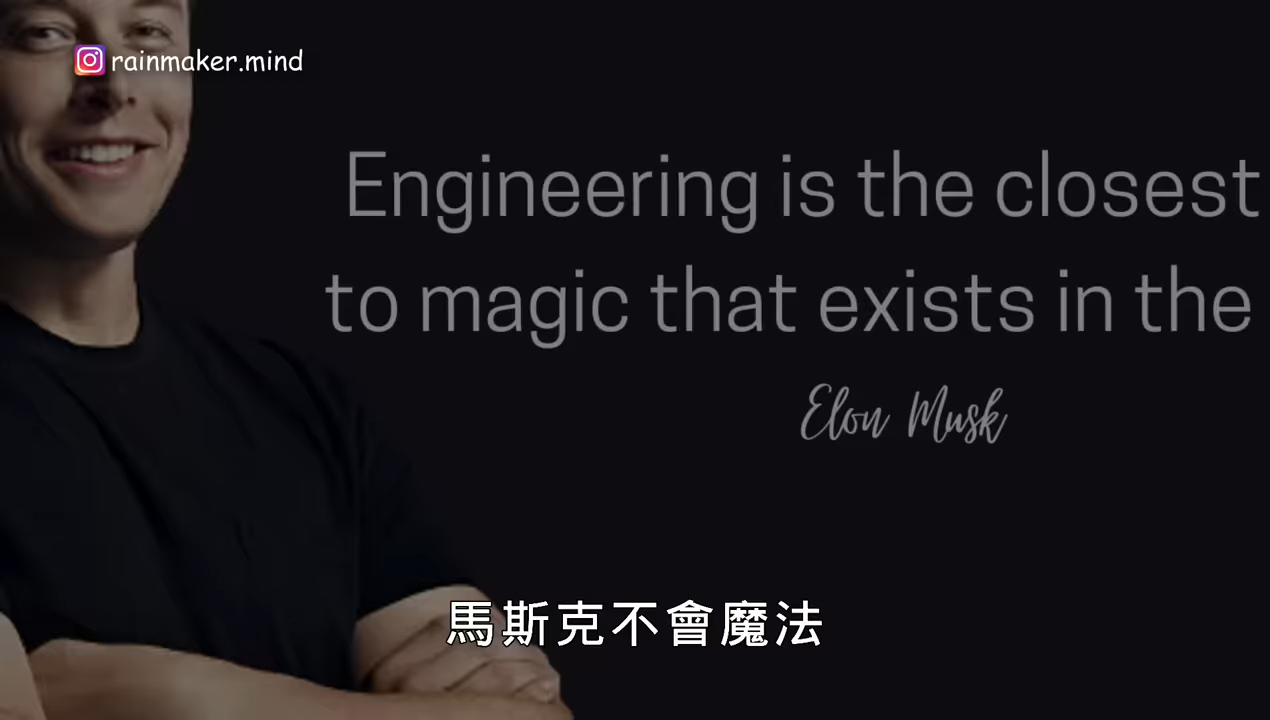 rainmaker.mind
Engineering is the closest
to magic that exists in the
Elon Musk
馬斯克不會魔法